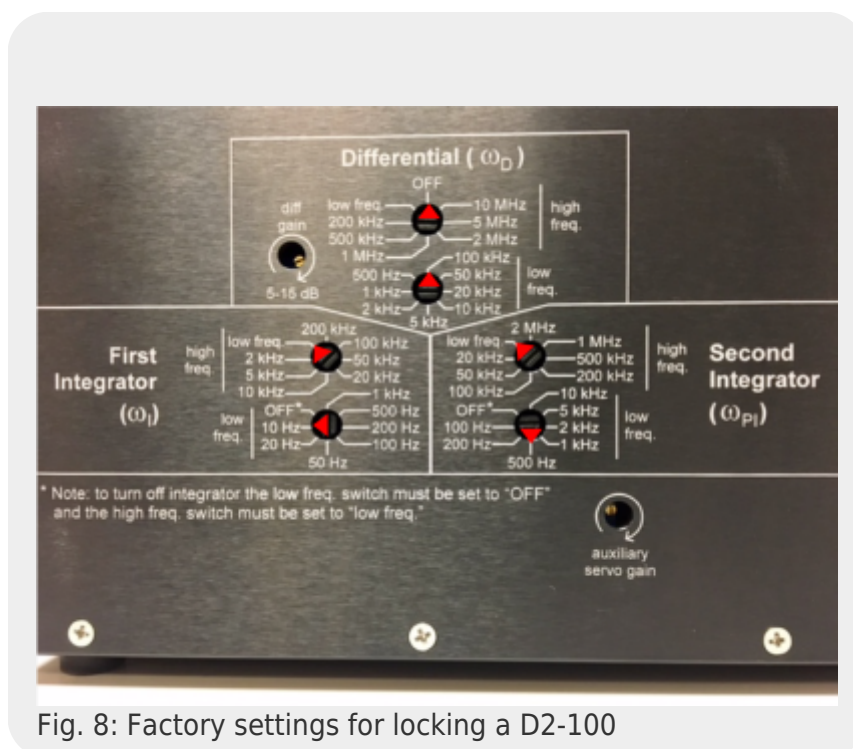 Differential ( ωD )
OFF
low freq.
10 MHz
200 kHz
5 MHz
500 kHz
2 MHz
1 MHz
high
freq.
diff
gain
5-15 dB
100 kHz
500 Hz
50 kHz
1 kHz
20 kHz
2 kHz
10 kHz
5 kHz
low
freq.
First
Integrator
(ωI)
high
freq.
200 kHz
low freq.
100 kHz
2 kHz
50 kHz
5 kHz
20 kHz
10 kHz
low
freq.
1 kHz
OFF*
500 Hz
10 Hz
200 Hz
20 Hz
100 Hz
50 Hz
2 MHz
low freq.
1 MHz
20 kHz
500 kHz
50 kHz
200 kHz
100 kHz
high
freq.
10 kHz
OFF*
5 kHz
100 Hz
2 kHz
200 Hz
1 kHz
500 Hz
low
freq.
Second
Integrator
(ωPI)
* Note: to turn off integrator the low freq. switch must be set to "OFF"
and the high freq. switch must be set to "low freq."
auxiliary
servo gain
Fig. 8: Factory settings for locking a D2-100